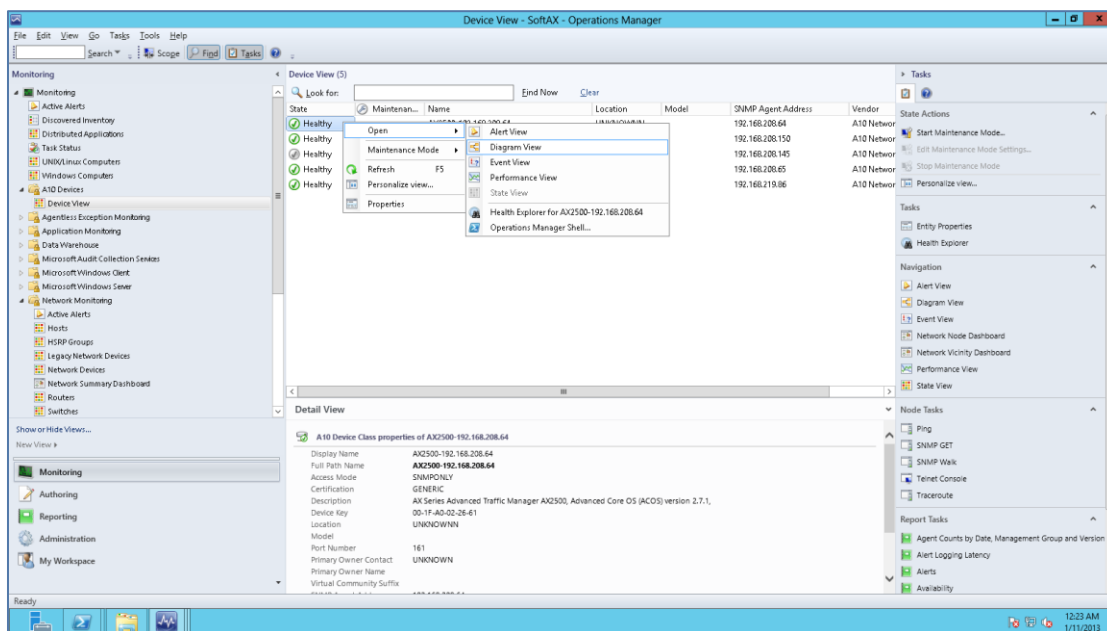 Device View - SoftAX - Operations Manager
File Edit View Go Tasks Tools Help
Search Scope Find Tasks
Monitoring
Monitoring
Active Alerts
Discovered Inventory
Distributed Applications
Task Status
UNIX/Linux Computers
Windows Computers
A10 Devices
Device View
Agentless Exception Monitoring
Application Monitoring
Data Warehouse
Microsoft Audit Collection Services
Microsoft Windows Client
Microsoft Windows Server
Network Monitoring
Active Alerts
Hosts
HSRP Groups
Legacy Network Devices
Network Devices
Network Summary Dashboard
Routers
Switches
Show or Hide Views...
New View
Monitoring
Authoring
Reporting
Administration
My Workspace
Device View (5)
Look for: Find Now Clear
State Maintenan... Name Location Model SNMP Agent Address Vendor
Healthy 192.168.208.64 A10 Networ
Healthy 192.168.208.150 A10 Networ
Healthy 192.168.208.145 A10 Networ
Healthy 192.168.208.65 A10 Networ
Healthy 192.168.219.86 A10 Networ
Open
Maintenance Mode
Refresh F5
Personalize view...
Properties
Alert View
Diagram View
Event View
Performance View
State View
Health Explorer for AX2500-192.168.208.64
Operations Manager Shell...
Detail View
A10 Device Class properties of AX2500-192.168.208.64
Display Name AX2500-192.168.208.64
Full Path Name AX2500-192.168.208.64
Access Mode SNMPONLY
Certification GENERIC
Description AX Series Advanced Traffic Manager AX2500, Advanced Core OS (ACOS) version 2.7.1,
Device Key 00-1F-A0-02-26-61
Location UNKNOWNN
Model
Port Number 161
Primary Owner Contact UNKNOWN
Primary Owner Name
Virtual Community Suffix
Tasks
State Actions
Start Maintenance Mode...
Edit Maintenance Mode Settings...
Stop Maintenance Mode
Personalize view...
Tasks
Entity Properties
Health Explorer
Navigation
Alert View
Diagram View
Event View
Network Node Dashboard
Network Vicinity Dashboard
Performance View
State View
Node Tasks
Ping
SNMP GET
SNMP Walk
Telnet Console
Traceroute
Report Tasks
Agent Counts by Date, Management Group and Version
Alert Logging Latency
Alerts
Availability
Ready
12:23 AM
1/11/2013